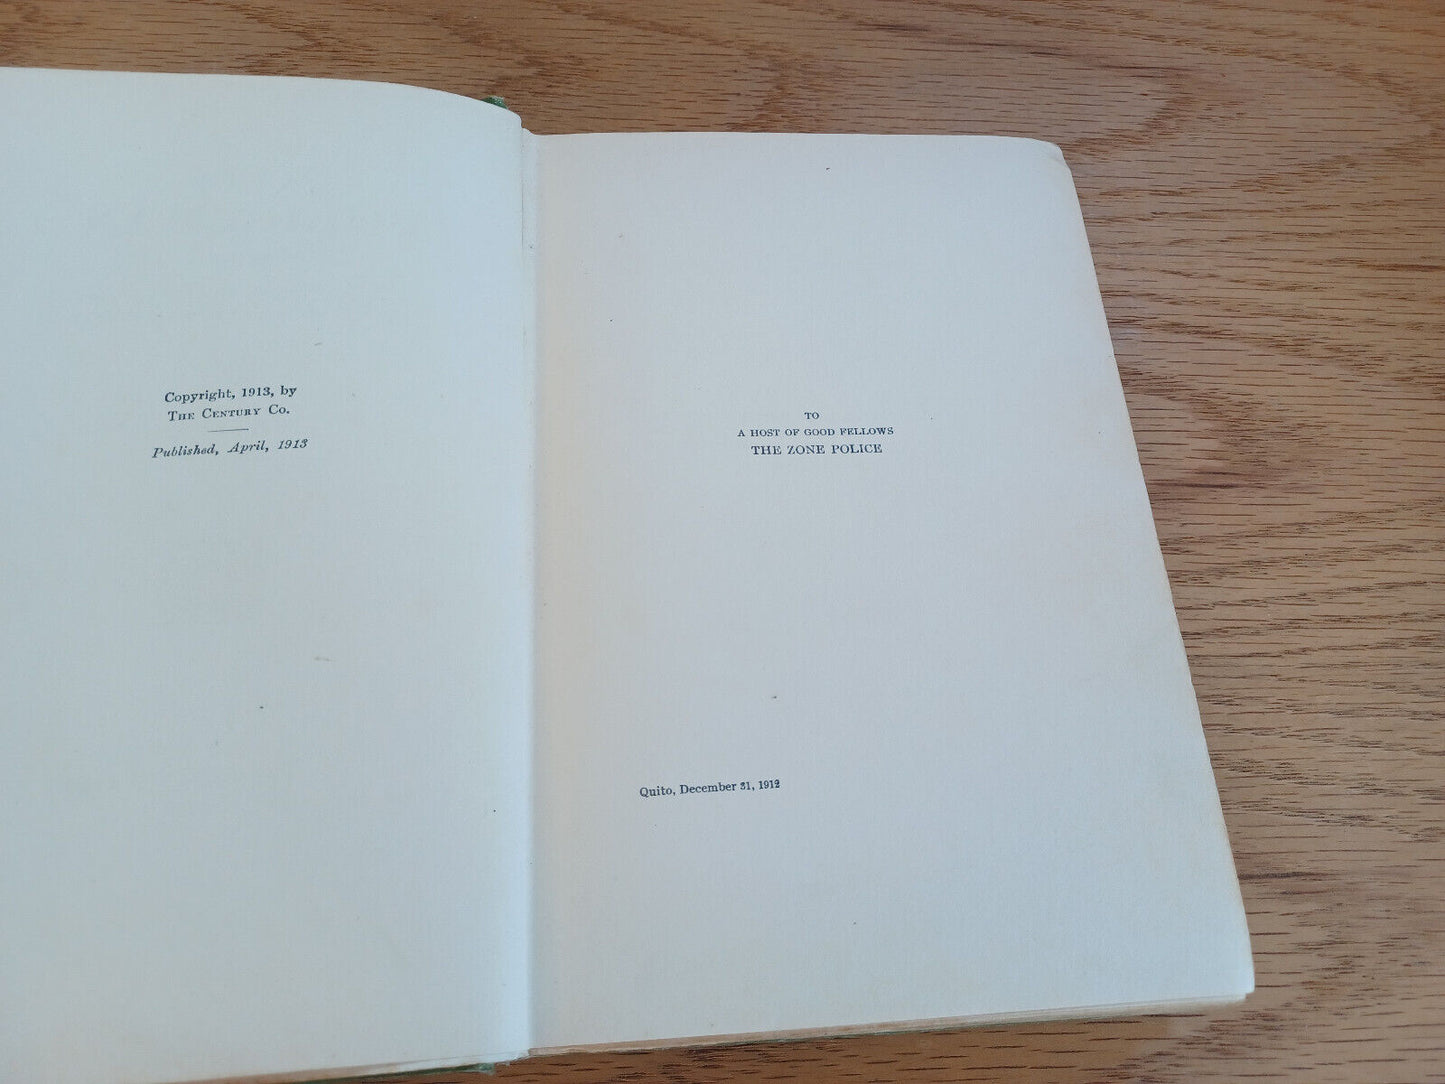 Copyright, 1913, by
THE CENTURY CO.
Published, April, 1913
TO
A HOST OF GOOD FELLOWS
THE ZONE POLICE
Quito, December 31, 1912